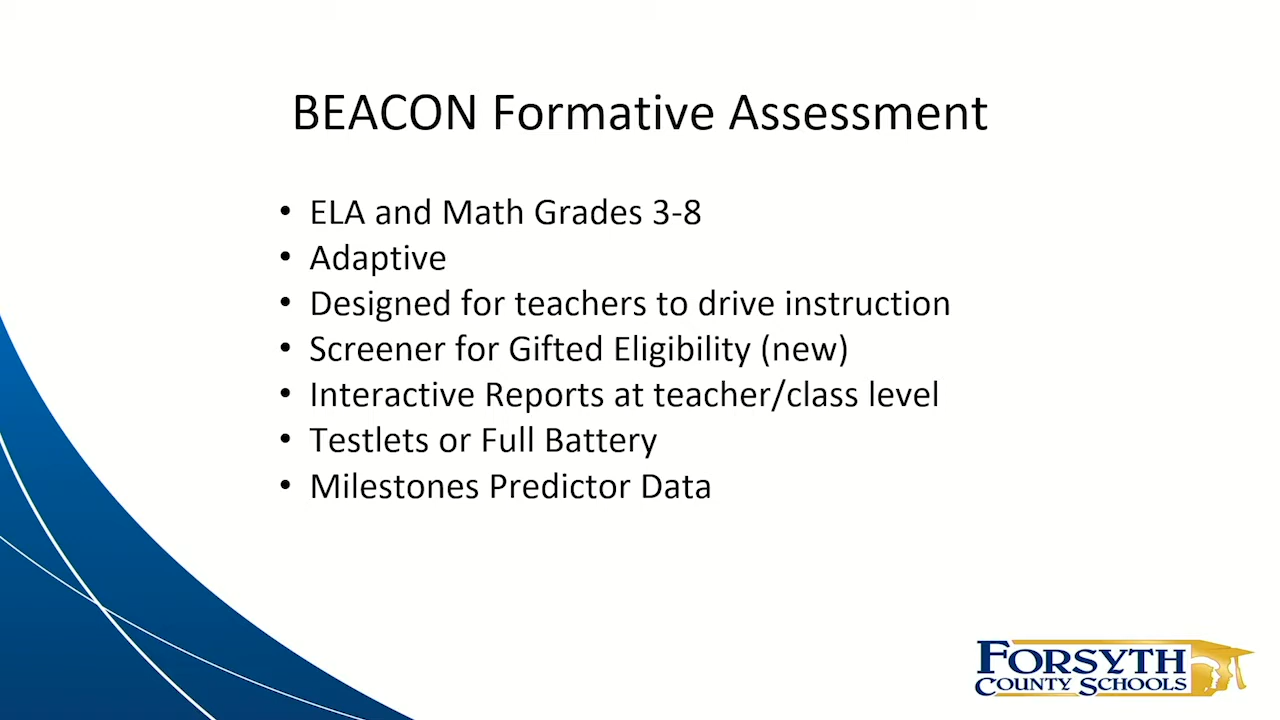 BEACON Formative Assessment
• ELA and Math Grades 3-8
• Adaptive
• Designed for teachers to drive instruction
• Screener for Gifted Eligibility (new)
• Interactive Reports at teacher/class level
• Testlets or Full Battery
• Milestones Predictor Data
FORSYTH
COUNTY SCHOOLS